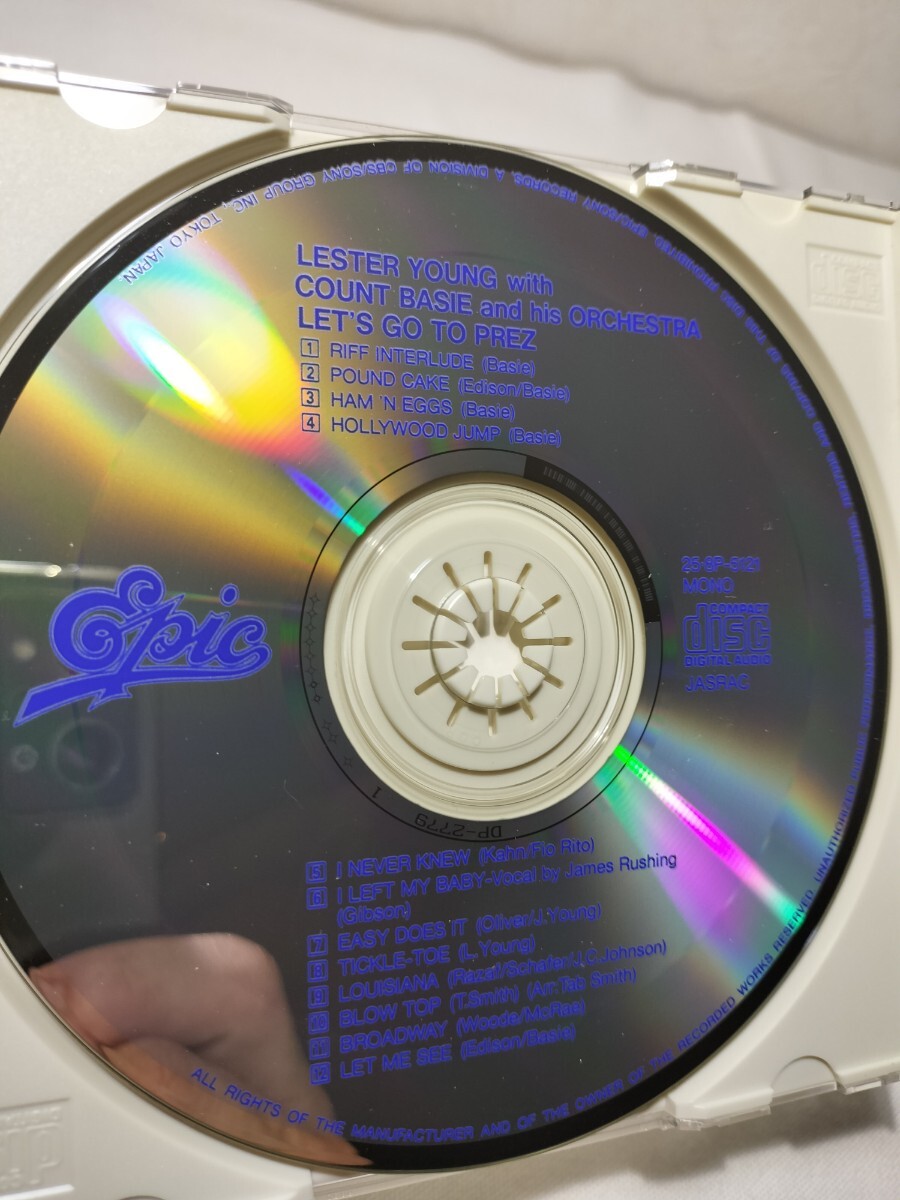 LESTER YOUNG with
COUNT BASIE and his ORCHESTRA
LET'S GO TO PREZ
1 RIFF INTERLUDE (Basie)
2 POUND CAKE (Edison/Basie)
3 HAM 'N EGGS (Basie)
4 HOLLYWOOD JUMP (Basie)
Epic
25·8P-5121
MONO
COMPACT
disc
DIGITAL AUDIO
JASRAC
DP-2779
1
5 I NEVER KNEW (Kahn/Flo Rito)
6 I LEFT MY BABY-Vocal by James Rushing
(Gibson)
7 EASY DOES IT (Oliver/J.Young)
8 TICKLE-TOE (L.Young)
9 LOUISIANA (Razaf/Schafer/J.C.Johnson)
10 BLOW TOP (T.Smith) (Arr:Tab Smith)
11 BROADWAY (Woode/McRae)
12 LET ME SEE (Edison/Basie)
ALL RIGHTS OF THE MANUFACTURER AND OF THE OWNER OF THE RECORDED WORKS RESERVED. UNAUTHORIZED PROHIBITED. EPIC/SONY RECORDS, A DIVISION OF CBS/SONY GROUP INC., TOKYO JAPAN.